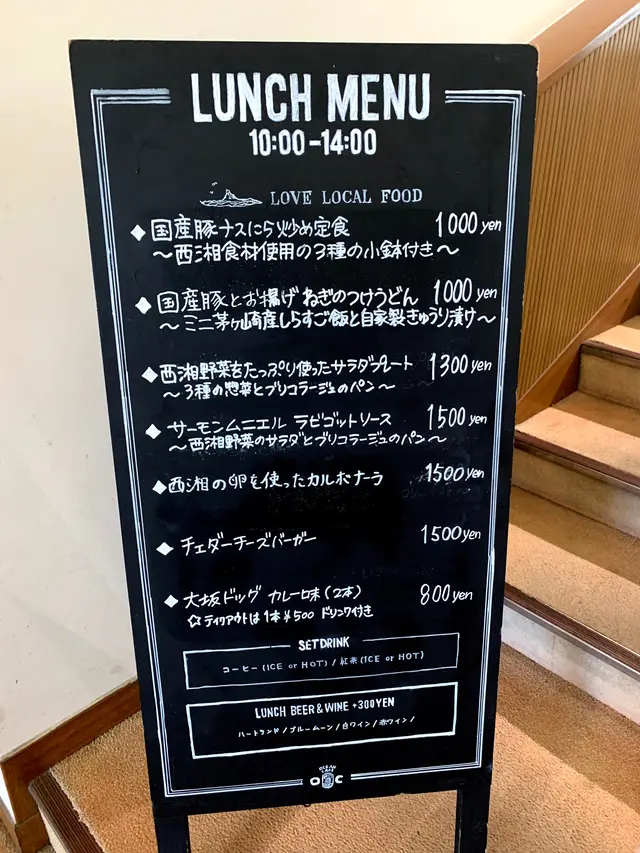 LUNCH MENU
10:00-14:00
LOVE LOCAL FOOD
◆国産豚ナスにら炒め定食 1000yen
～西湘食材使用の3種の小鉢付き～
◆国産豚とお揚げねぎのつけうどん 1000yen
～ミニ茅ヶ崎産しらすご飯と自家製きゅうり漬け～
◆西湘野菜をたっぷり使ったサラダプレート 1300yen
～3種の惣菜とブリコラージュのパン～
◆サーモンムニエル ラビゴットソース 1500yen
～西湘野菜のサラダとブリコラージュのパン～
◆西湘の卵を使ったカルボナーラ 1500yen
◆チェダーチーズバーガー 1500yen
◆大坂ドッグ カレー味(2本) 800yen
☆テイクアウトは1本¥500 ドリンク付き
SETDRINK
コーヒー(ICE or HOT) / 紅茶(ICE or HOT)
LUNCH BEER & WINE +300YEN
ハートランド / ブルームーン / 白ワイン / 赤ワイン /
OCEAN
O C